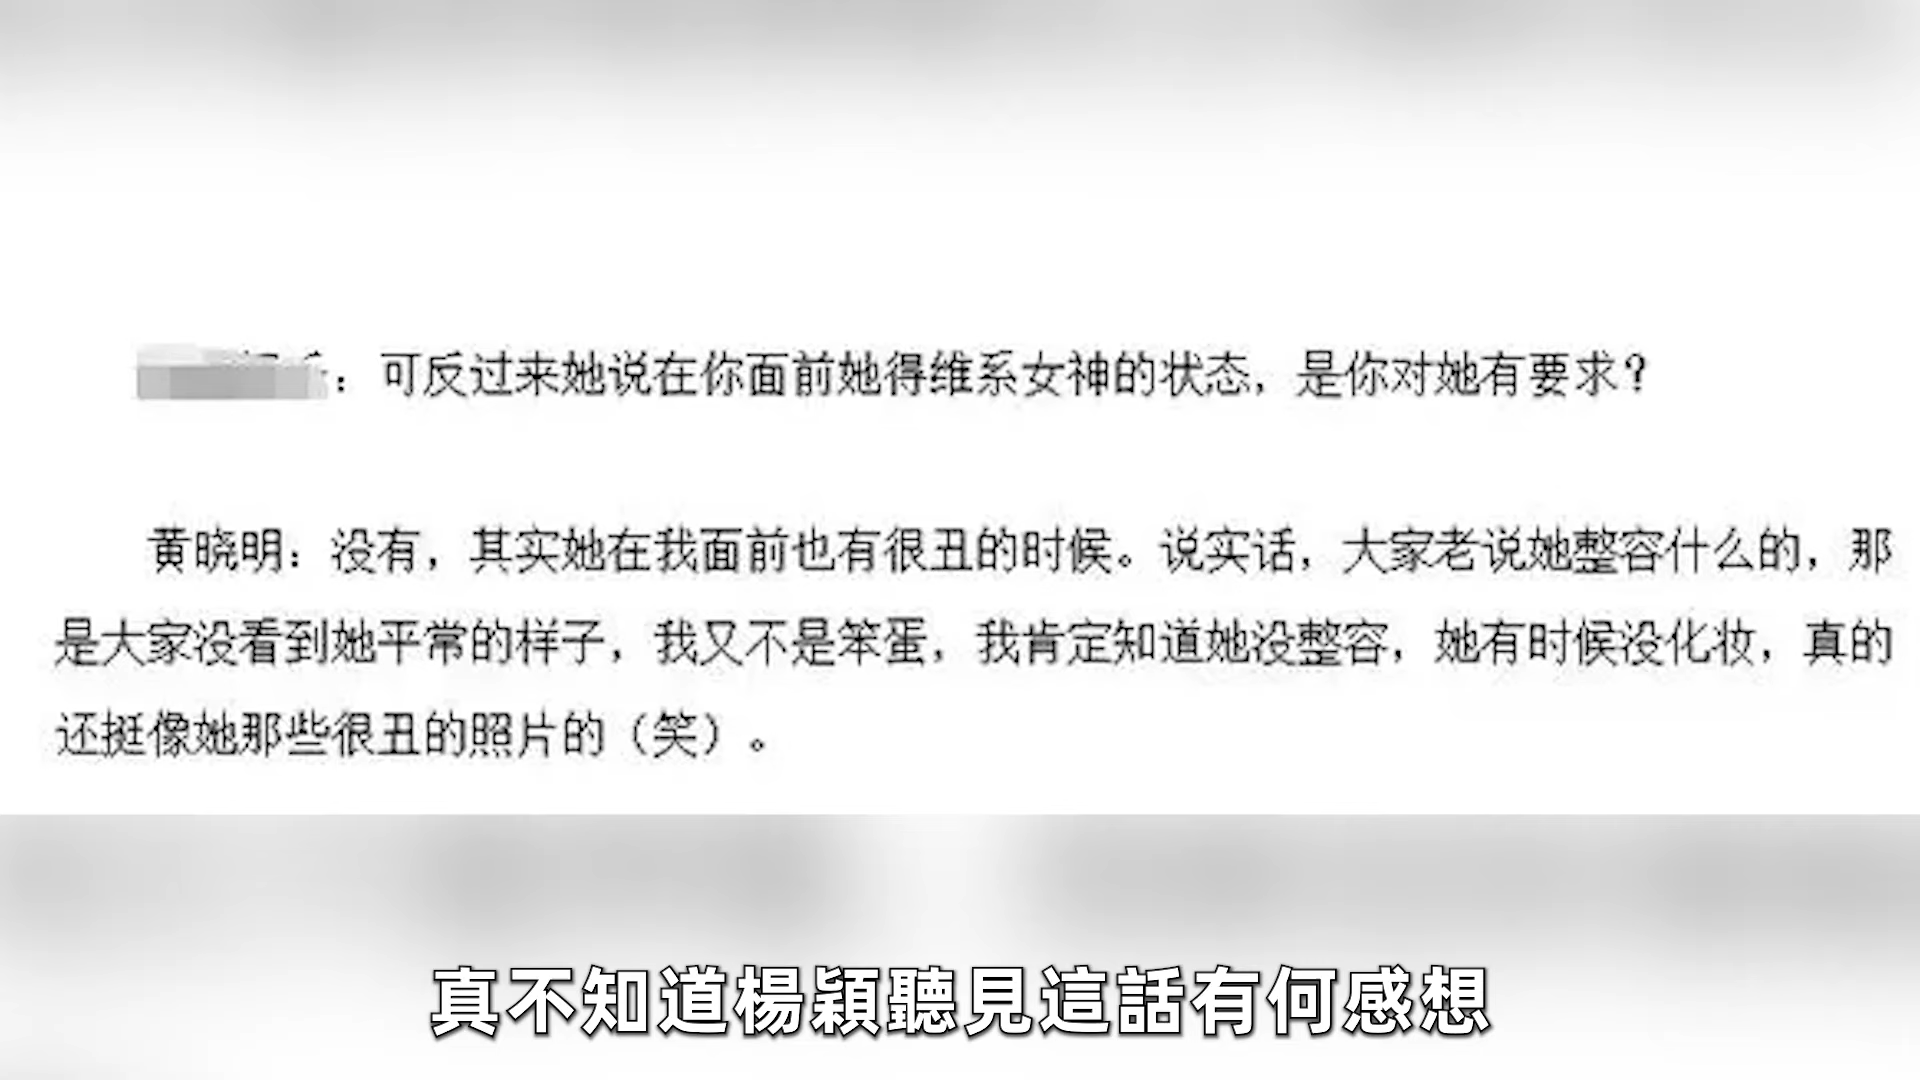 ：可反过来她说在你面前她得维系女神的状态，是你对她有要求？
黄晓明：没有，其实她在我面前也有很丑的时候。说实话，大家老说她整容什么的，那
是大家没看到她平常的样子，我又不是笨蛋，我肯定知道她没整容，她有时候没化妆，真的
还挺像她那些很丑的照片的（笑）。
真不知道楊穎聽見這話有何感想